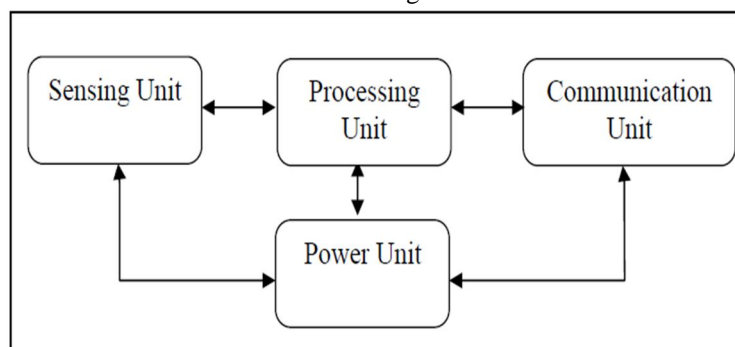 Sensing Unit
Processing
Unit
Communication
Unit
Power Unit